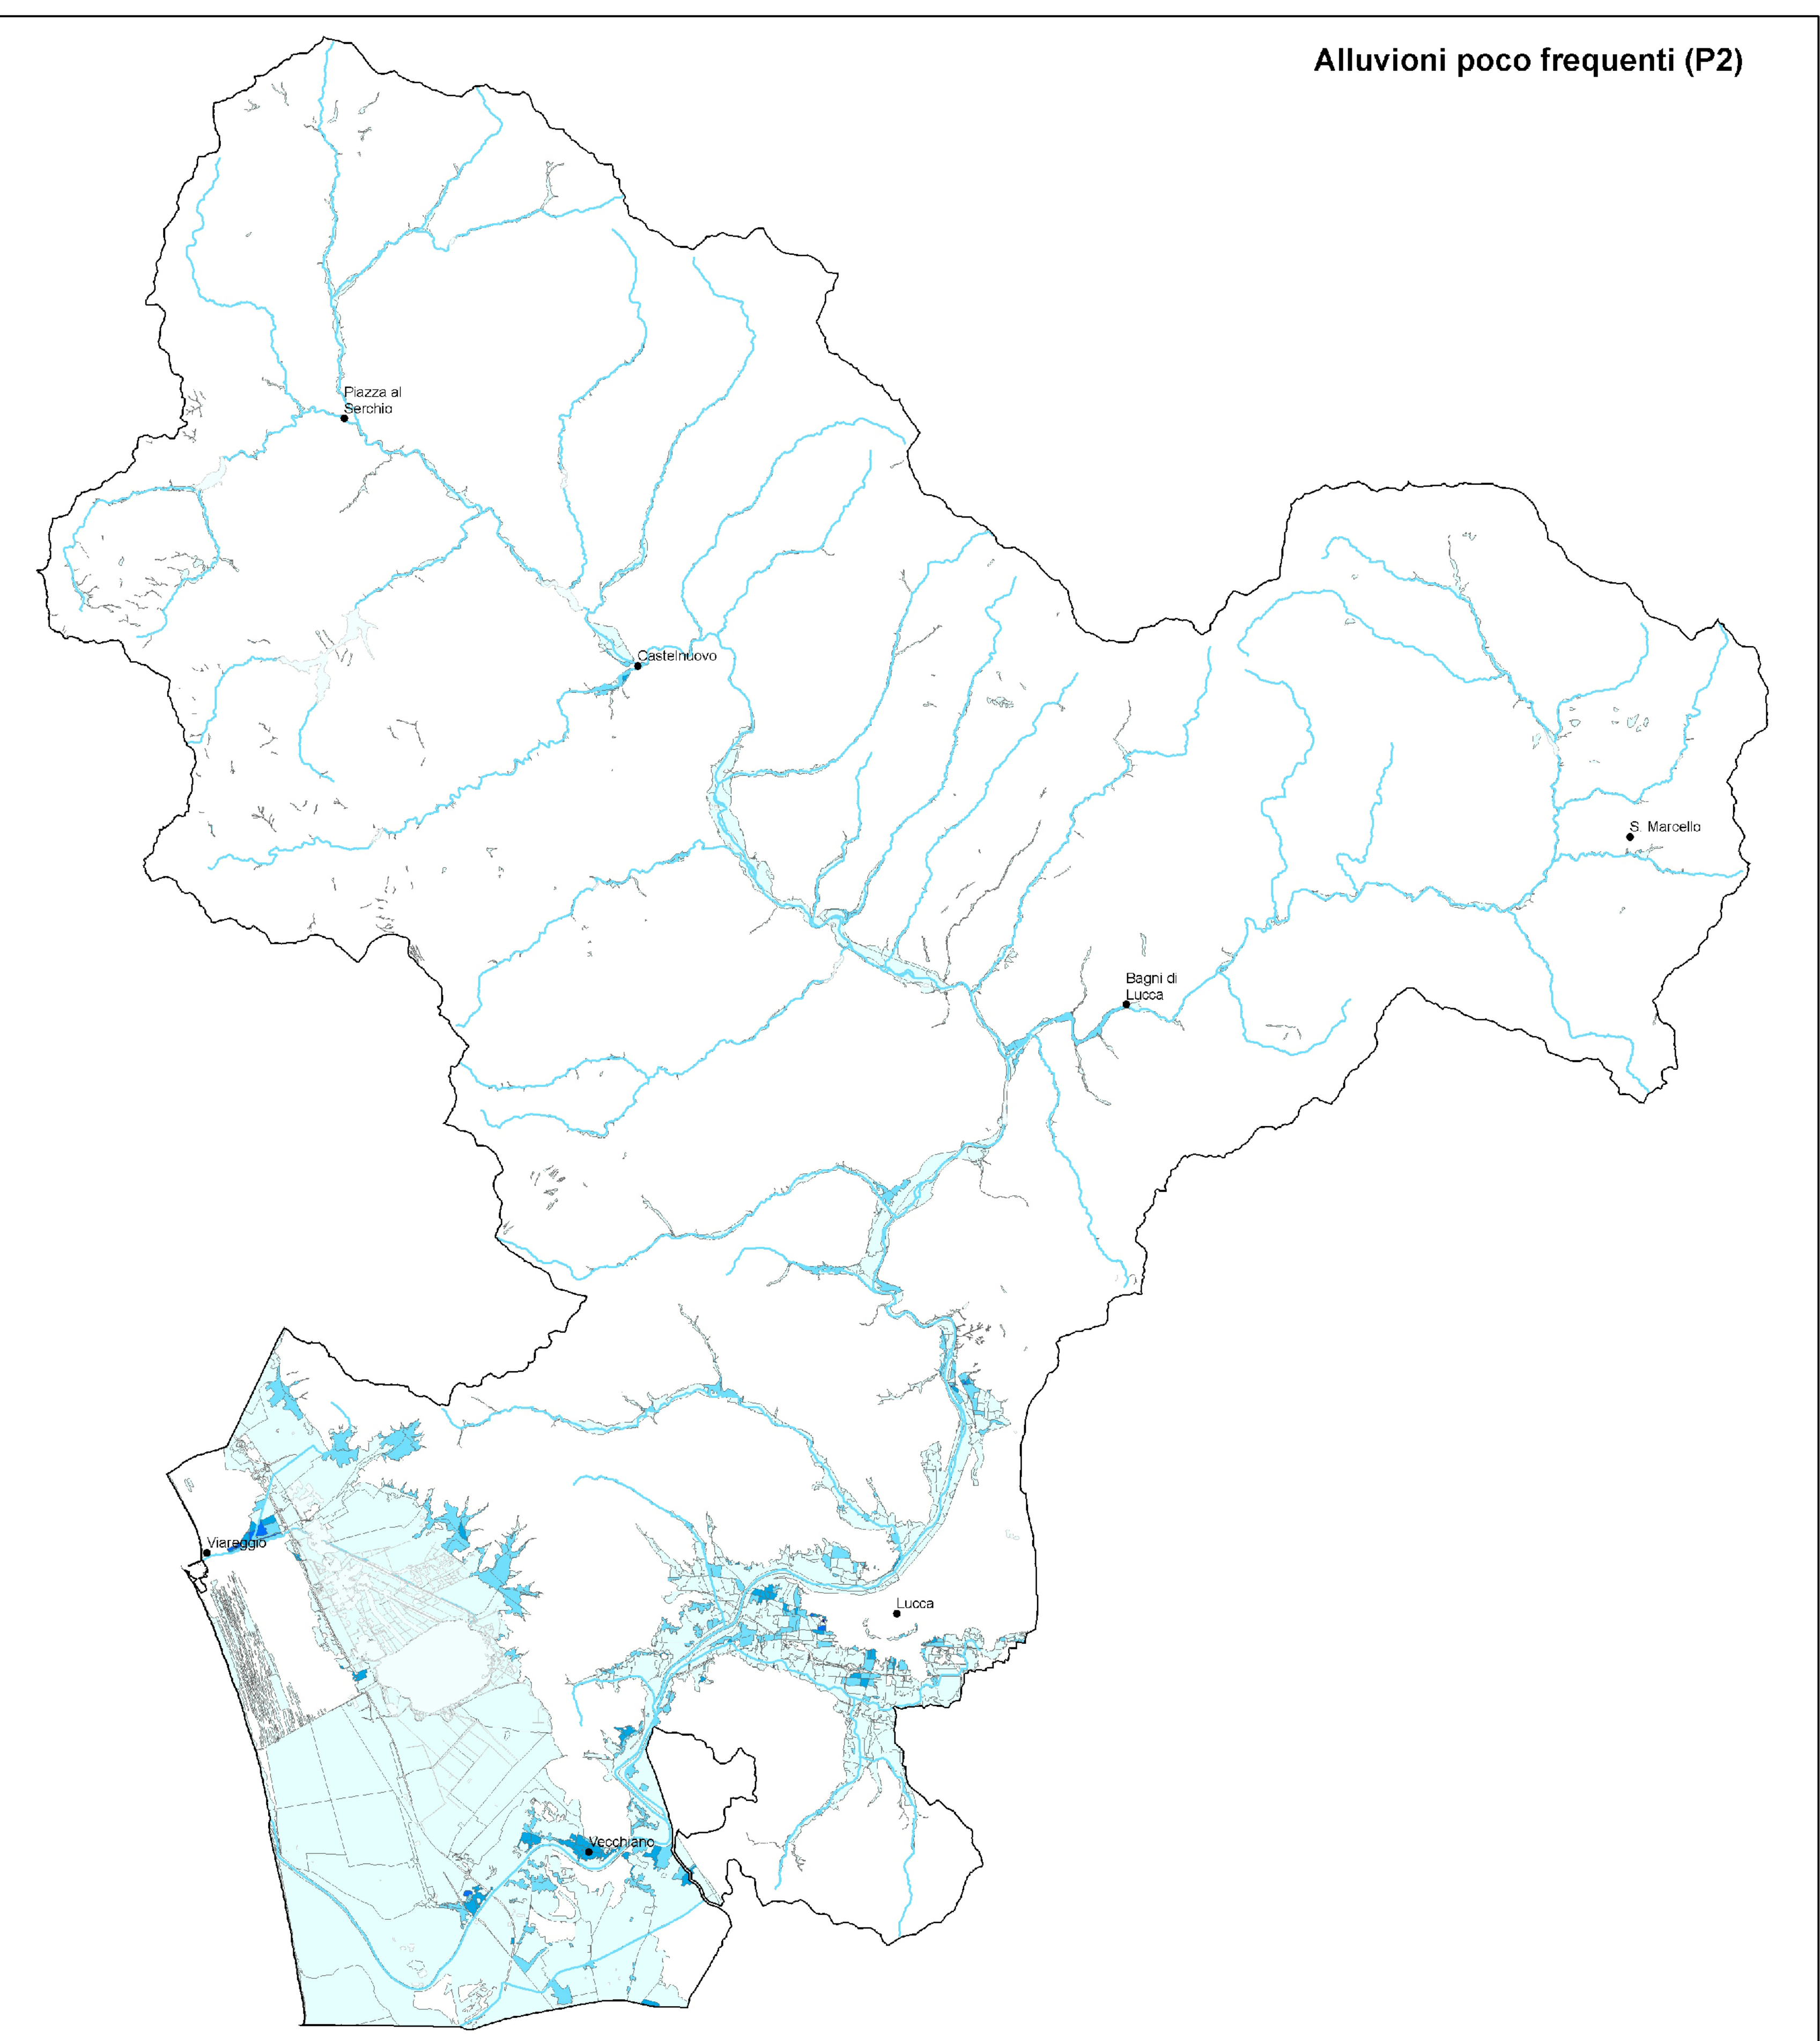 Alluvioni poco frequenti (P2)
Piazza al
Serchio
Castelnuovo
S. Marcello
Bagni di
Lucca
Viareggio
Lucca
Vecchiano